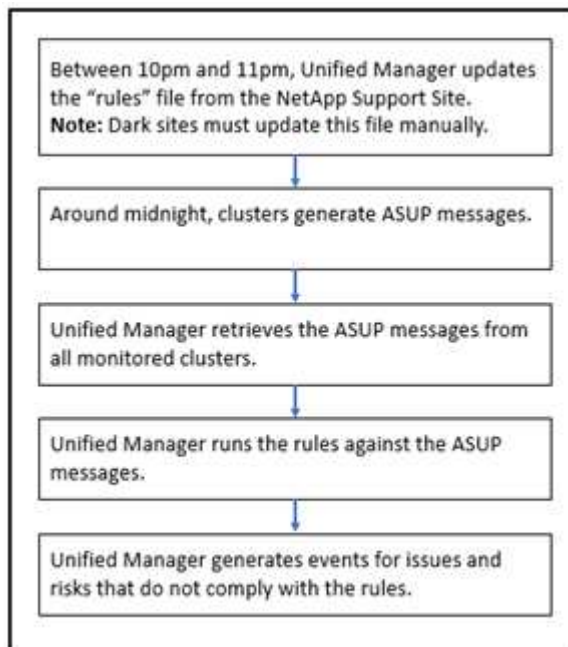 Between 10pm and 11pm, Unified Manager updates
the “rules” file from the NetApp Support Site.
Note: Dark sites must update this file manually.
Around midnight, clusters generate ASUP messages.
Unified Manager retrieves the ASUP messages from
all monitored clusters.
Unified Manager runs the rules against the ASUP
messages.
Unified Manager generates events for issues and
risks that do not comply with the rules.